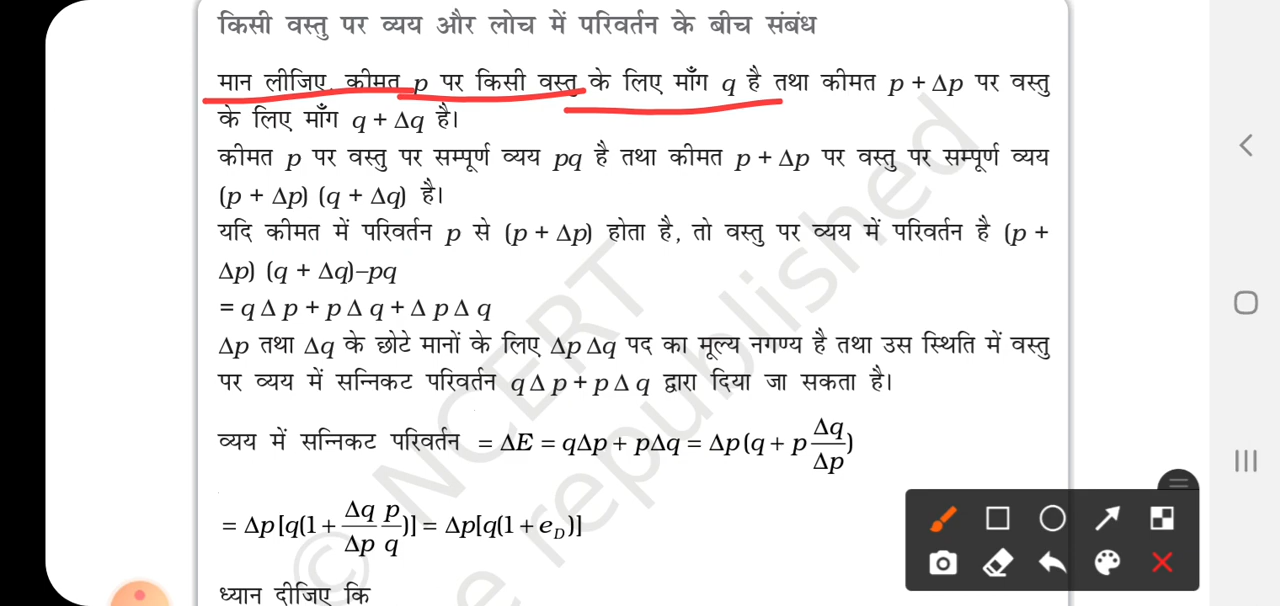 किसी वस्तु पर व्यय और लोच में परिवर्तन के बीच संबंध
मान लीजिए, कीमत p पर किसी वस्तु के लिए माँग q है तथा कीमत p + Δp पर वस्तु
के लिए माँग q + Δq है।
कीमत p पर वस्तु पर सम्पूर्ण व्यय pq है तथा कीमत p + Δp पर वस्तु पर सम्पूर्ण व्यय
(p + Δp) (q + Δq) है।
यदि कीमत में परिवर्तन p से (p + Δp) होता है, तो वस्तु पर व्यय में परिवर्तन है (p +
Δp) (q + Δq)–pq
= q Δ p + p Δ q + Δ p Δ q
Δp तथा Δq के छोटे मानों के लिए Δp Δq पद का मूल्य नगण्य है तथा उस स्थिति में वस्तु
पर व्यय में सन्निकट परिवर्तन q Δ p + p Δ q द्वारा दिया जा सकता है।
व्यय में सन्निकट परिवर्तन = ΔE = qΔp + pΔq = Δp(q + p Δq/Δp)
= Δp[q(1 + Δq/Δp p/q)] = Δp[q(1 + e_D)]
ध्यान दीजिए कि
© NCERT
e republished